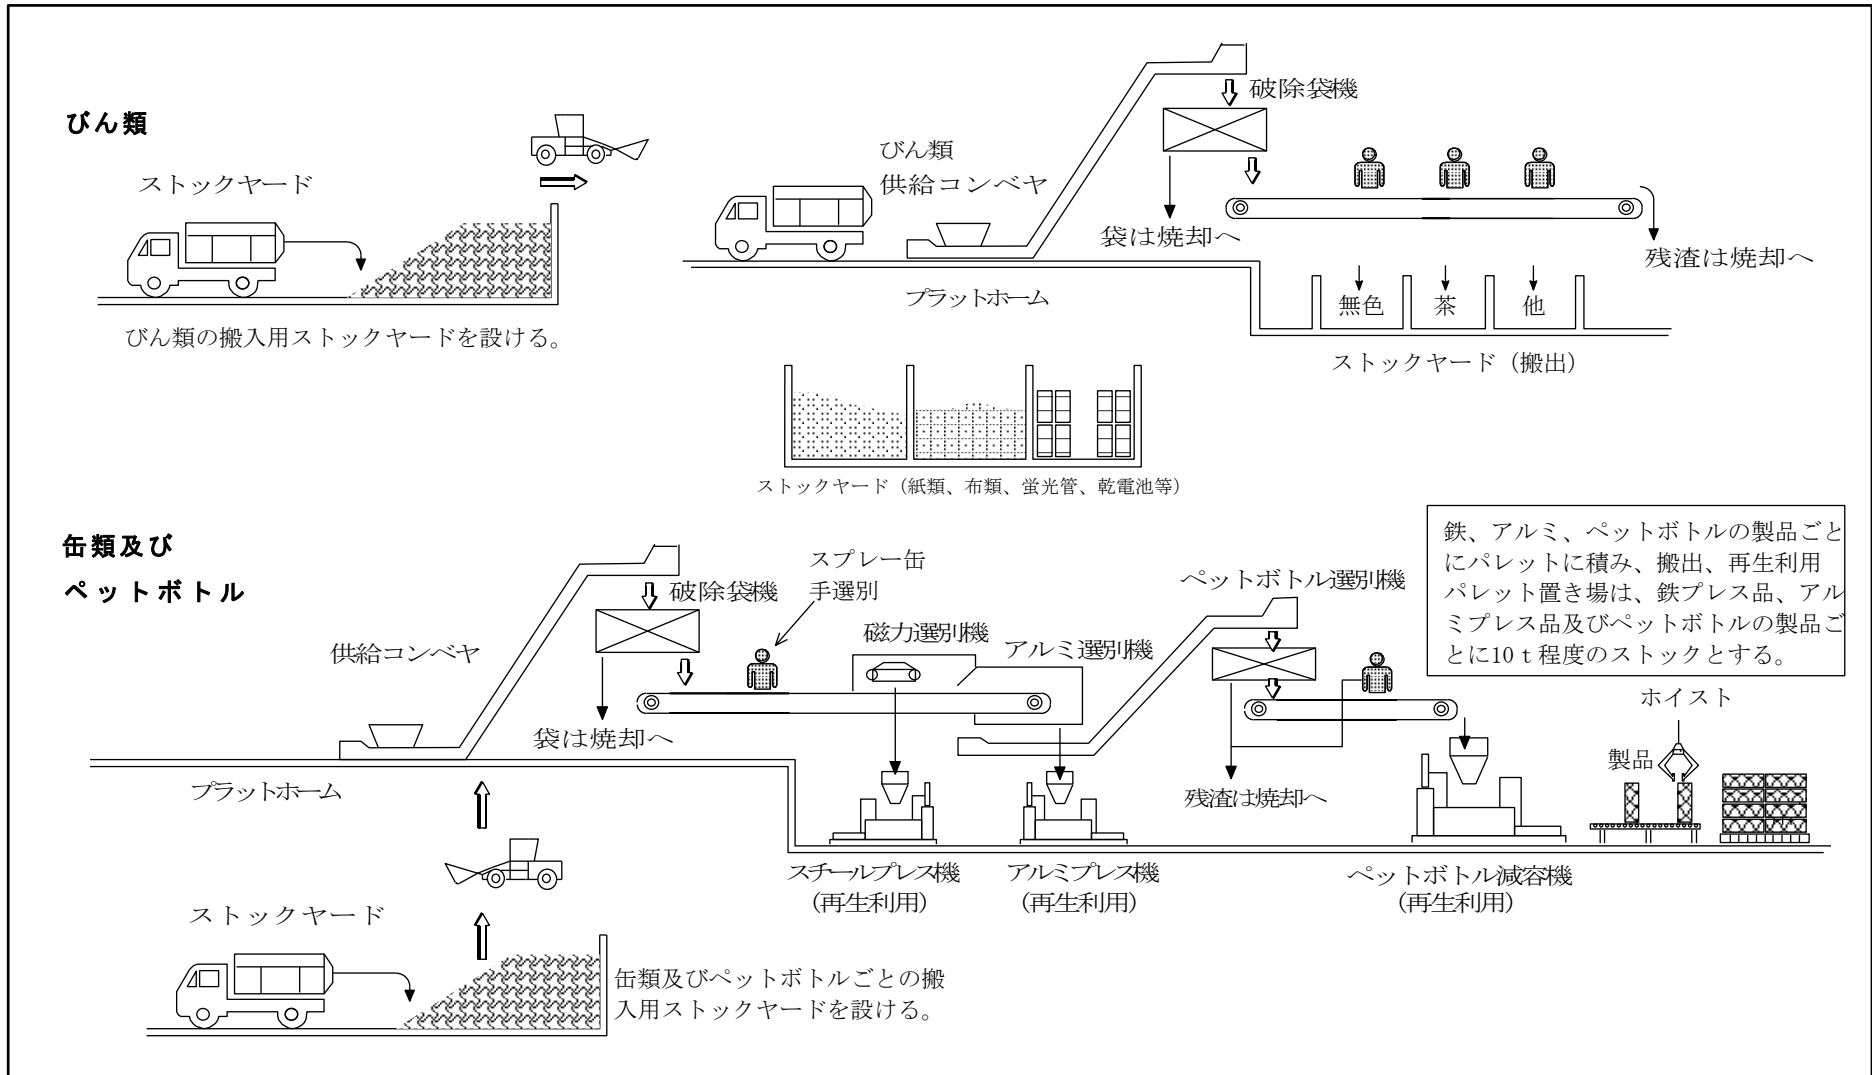 びん類
ストックヤード
びん類の搬入用ストックヤードを設ける。
びん類
供給コンベヤ
プラットホーム
破除袋機
袋は焼却へ
残渣は焼却へ
無色
茶
他
ストックヤード（搬出）
ストックヤード（紙類、布類、蛍光管、乾電池等）
缶類及び
ペットボトル
供給コンベヤ
プラットホーム
破除袋機
袋は焼却へ
スプレー缶
手選別
磁力選別機
アルミ選別機
ペットボトル選別機
残渣は焼却へ
鉄、アルミ、ペットボトルの製品ごと
にパレットに積み、搬出、再生利用
パレット置き場は、鉄プレス品、アル
ミプレス品及びペットボトルの製品ご
とに10ｔ程度のストックとする。
ホイスト
製品
スチールプレス機
(再生利用)
アルミプレス機
(再生利用)
ペットボトル減容機
(再生利用)
ストックヤード
缶類及びペットボトルごとの搬
入用ストックヤードを設ける。